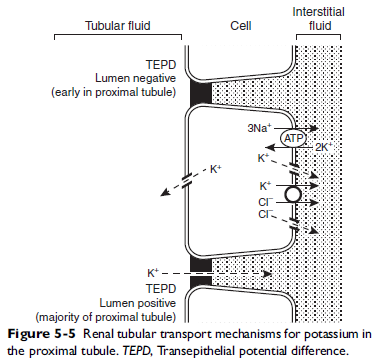 Tubular fluid
Cell
Interstitial
fluid
TEPD
Lumen negative
(early in proximal tubule)
3Na+
ATP
2K+
K+
K+
K+
Cl−
Cl−
K+
TEPD
Lumen positive
(majority of proximal tubule)
Figure 5-5 Renal tubular transport mechanisms for potassium in
the proximal tubule. TEPD, Transepithelial potential difference.